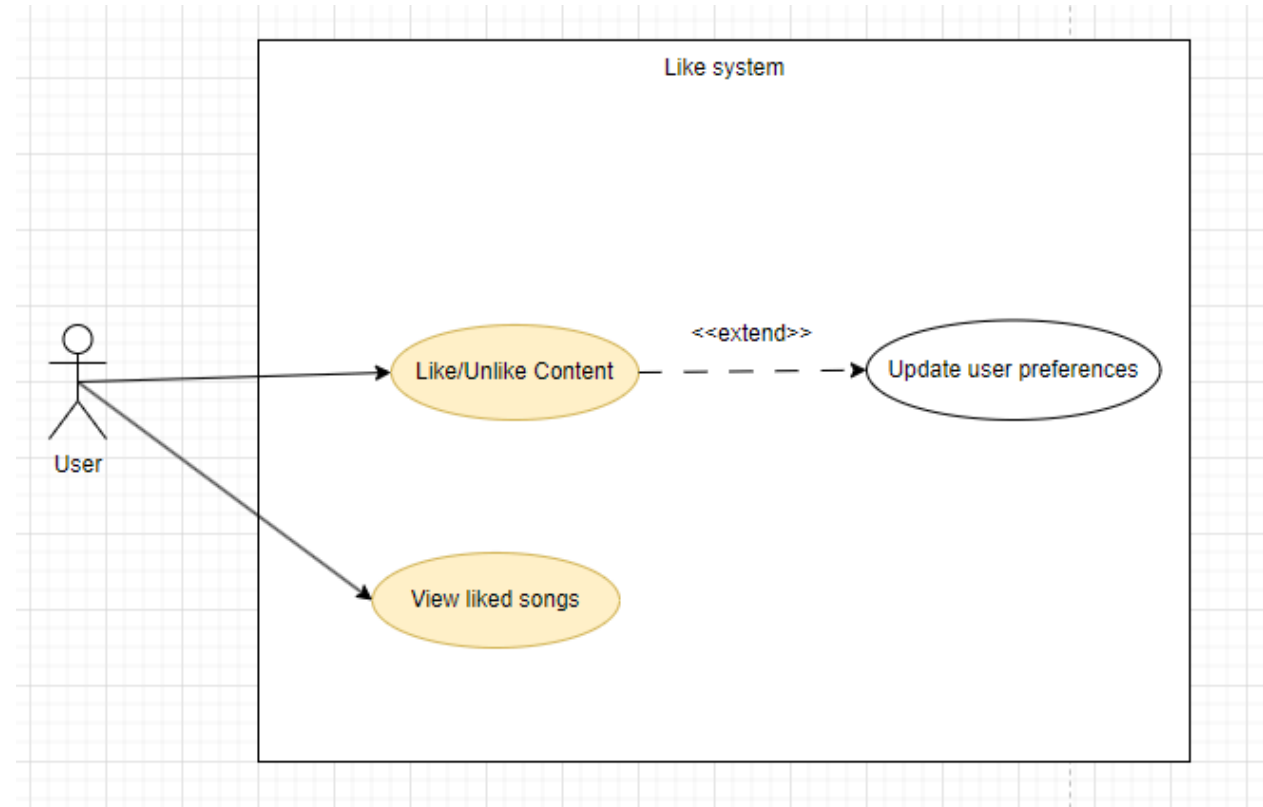 Like system
<<extend>>
Like/Unlike Content
Update user preferences
User
View liked songs